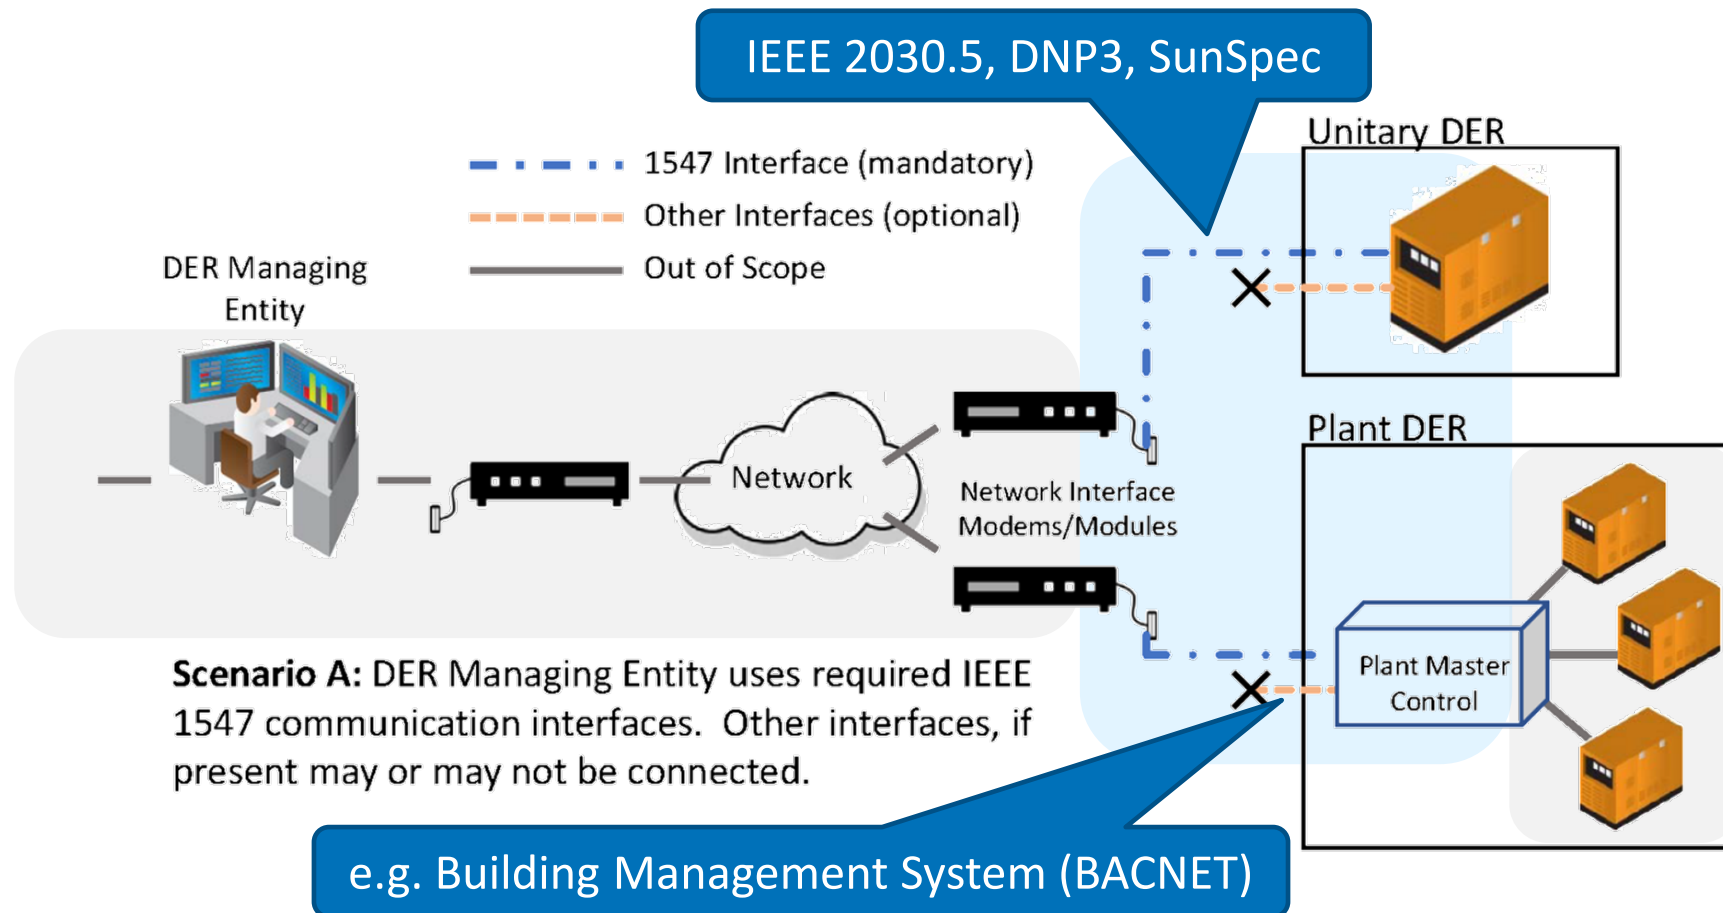 IEEE 2030.5, DNP3, SunSpec
Unitary DER
1547 Interface (mandatory)
Other Interfaces (optional)
Out of Scope
DER Managing
Entity
Network
Network Interface
Modems/Modules
Plant DER
Plant Master
Control
Scenario A: DER Managing Entity uses required IEEE
1547 communication interfaces.  Other interfaces, if
present may or may not be connected.
e.g. Building Management System (BACNET)